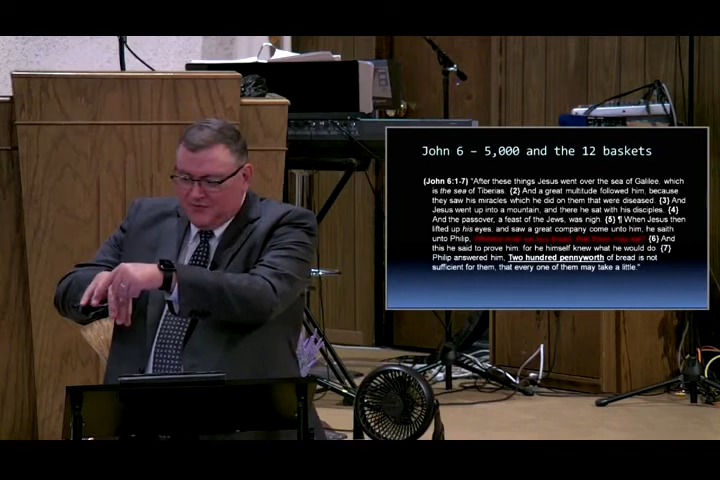 John 6 – 5,000 and the 12 baskets
(John 6:1-7) "After these things Jesus went over the sea of Galilee, which
is the sea of Tiberias. {2} And a great multitude followed him, because
they saw his miracles which he did on them that were diseased. {3} And
Jesus went up into a mountain, and there he sat with his disciples. {4}
And the passover, a feast of the Jews, was nigh. {5} ¶ When Jesus then
lifted up his eyes, and saw a great company come unto him, he saith
unto Philip, {6} And
this he said to prove him: for he himself knew what he would do. {7}
Philip answered him, Two hundred pennyworth of bread is not
sufficient for them, that every one of them may take a little."